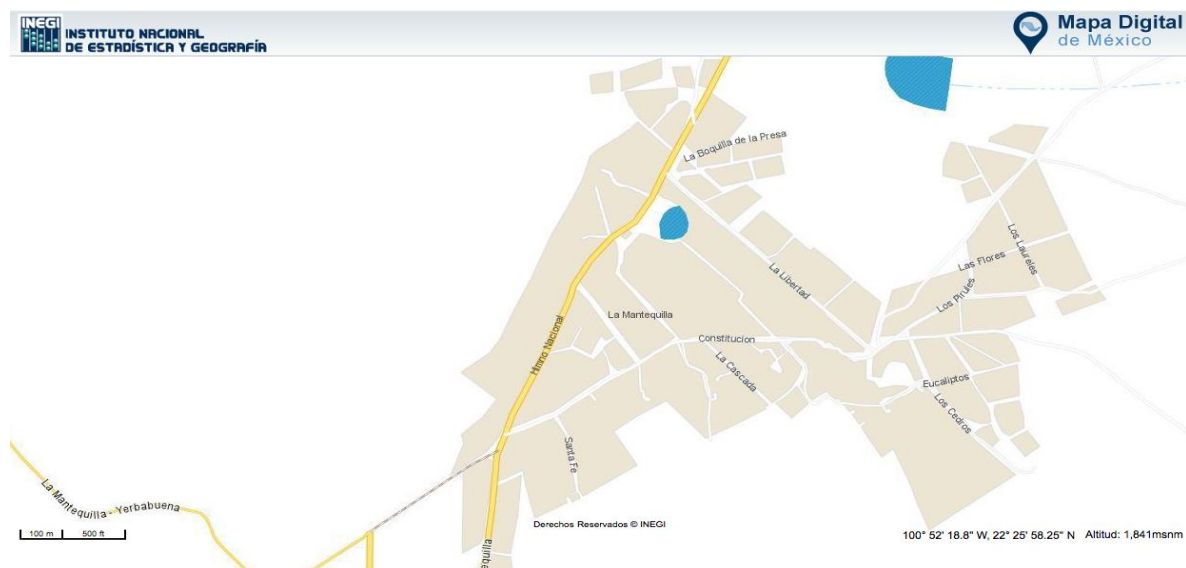 INEGI
INSTITUTO NACIONAL
DE ESTADÍSTICA Y GEOGRAFÍA
Mapa Digital
de México
La Boquilla de la Presa
Los Laureles
Las Flores
La Libertad
Los Pirules
La Mantequilla
Himno Nacional
Constitucion
La Cascada
Eucaliptos
Los Cedros
Santa Fe
La Mantequilla - Yerbabuena
Derechos Reservados © INEGI
100 m
500 ft
100° 52' 18.8" W, 22° 25' 58.25" N Altitud: 1,841msnm
equilla